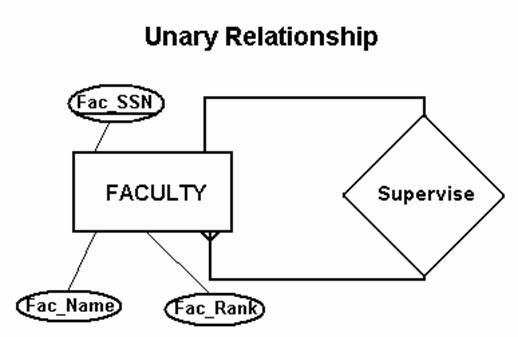 Unary Relationship
Fac_SSN
FACULTY
Supervise
Fac_Name
Fac_Rank